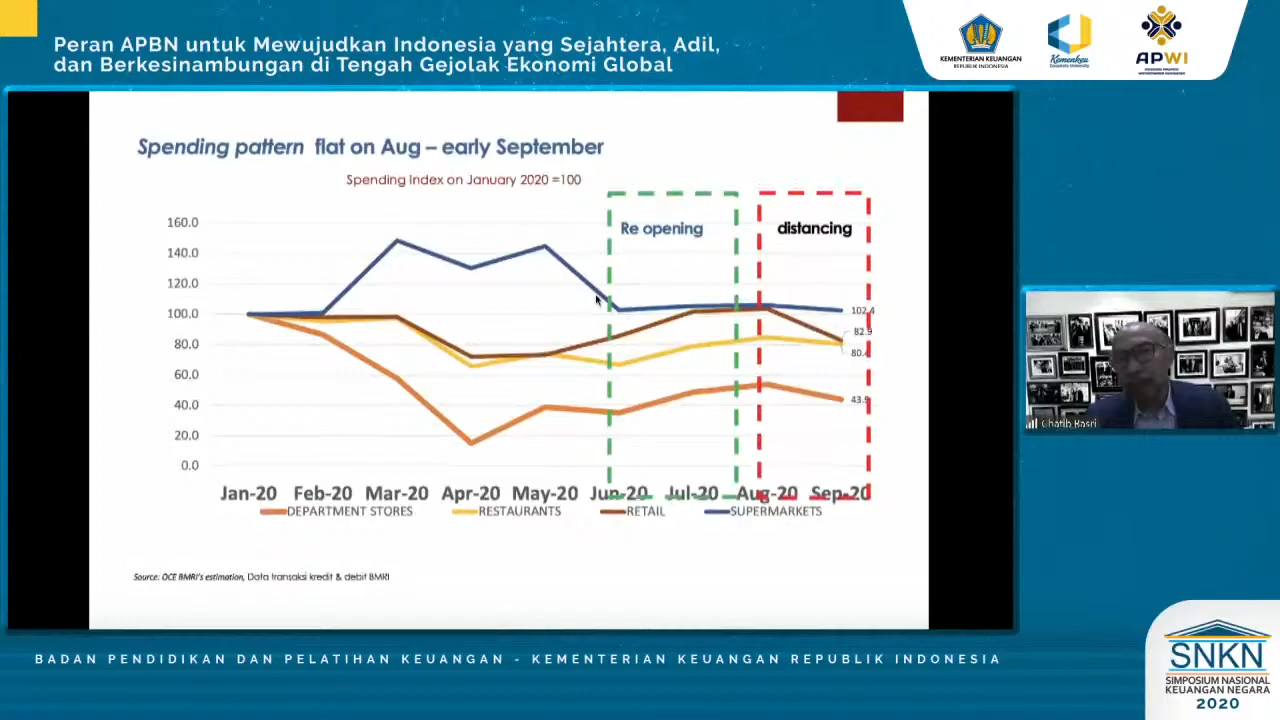 Peran APBN untuk Mewujudkan Indonesia yang Sejahtera, Adil,
dan Berkesinambungan di Tengah Gejolak Ekonomi Global
KEMENTERIAN KEUANGAN
REPUBLIK INDONESIA
Kemenkeu
Corporate University
APWI
Spending pattern flat on Aug – early September
Spending Index on January 2020 =100
Re opening
distancing
160.0
140.0
120.0
100.0
80.0
60.0
40.0
20.0
0.0
102.4
82.9
80.
43.9
Jan-20 Feb-20 Mar-20 Apr-20 May-20 Jun-20 Jul-20 Aug-20 Sep-20
DEPARTMENT STORES RESTAURANTS RETAIL SUPERMARKETS
Source: OCE BMRI's estimation, Data transaksi kredit & debit BMRI
Chatib Basri
BADAN PENDIDIKAN DAN PELATIHAN KEUANGAN - KEMENTERIAN KEUANGAN REPUBLIK INDONESIA
SNKN
SIMPOSIUM NASIONAL
KEUANGAN NEGARA
2020